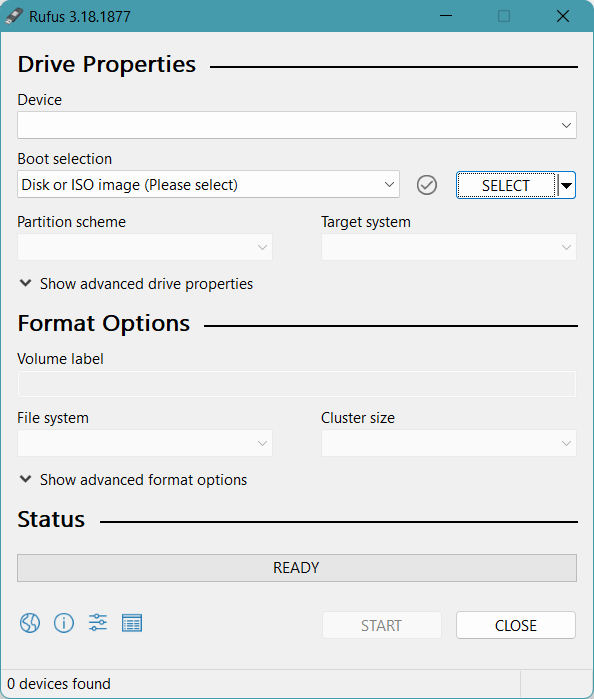 Rufus 3.18.1877
Drive Properties
Device
Boot selection
Disk or ISO image (Please select)
SELECT
Partition scheme
Target system
Show advanced drive properties
Format Options
Volume label
File system
Cluster size
Show advanced format options
Status
READY
START
CLOSE
0 devices found